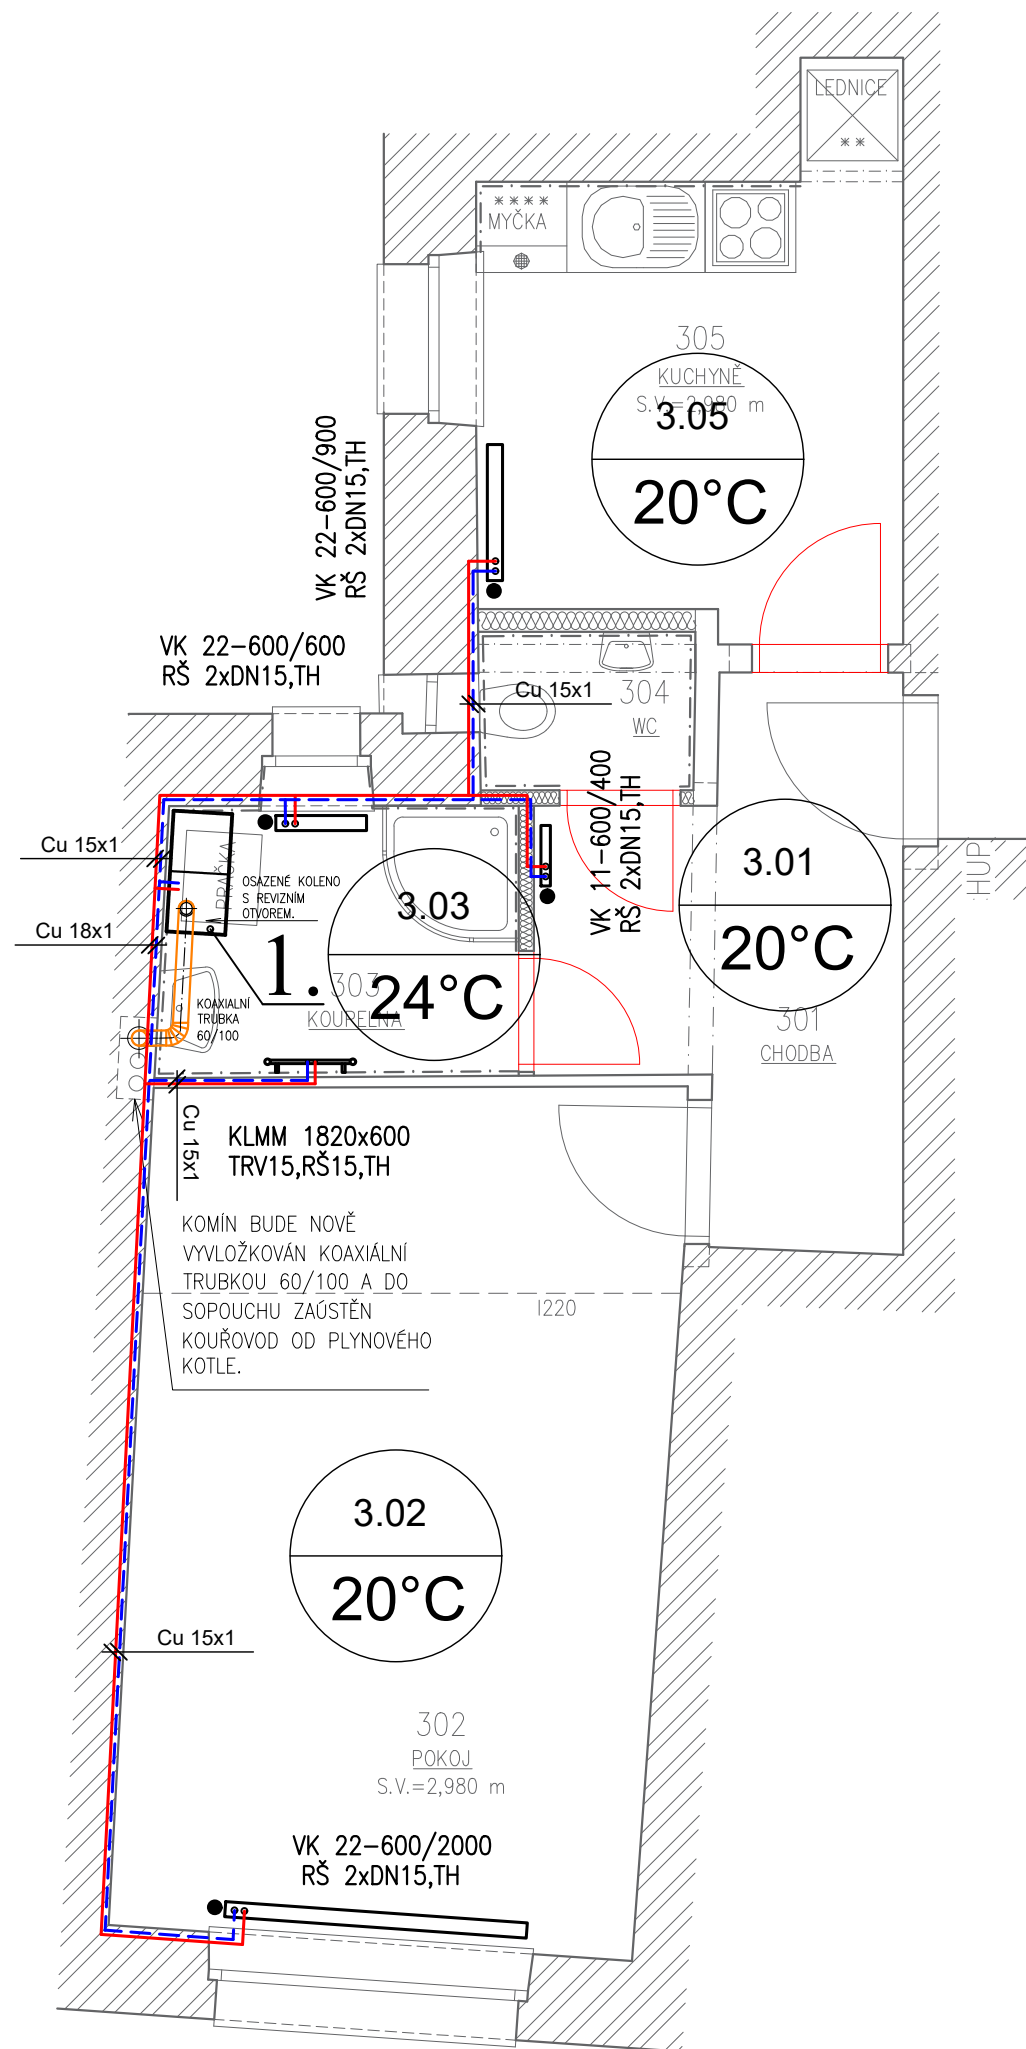 LEDNICE
**
****
MYČKA
305
KUCHYNĚ
S.V.=2,980 m
3.05
20°C
VK 22-600/900
RŠ 2xDN15,TH
VK 22-600/600
RŠ 2xDN15,TH
Cu 15x1
304
WC
VK 11-600/400
RŠ 2xDN15,TH
HUP
3.01
20°C
301
CHODBA
Cu 15x1
PRAČKA
OSAZENÉ KOLENO
S REVIZNÍM
OTVOREM.
3.03
24°C
Cu 18x1
1.
303
KOUPELNA
KOAXIALNÍ
TRUBKA
60/100
Cu 15x1
KLMM 1820x600
TRV15,RŠ15,TH
KOMÍN BUDE NOVĚ
VYVLOŽKOVÁN KOAXIÁLNÍ
TRUBKOU 60/100 A DO
SOPOUCHU ZAÚSTĚN
KOUŘOVOD OD PLYNOVÉHO
KOTLE.
I220
3.02
20°C
Cu 15x1
302
POKOJ
S.V.=2,980 m
VK 22-600/2000
RŠ 2xDN15,TH